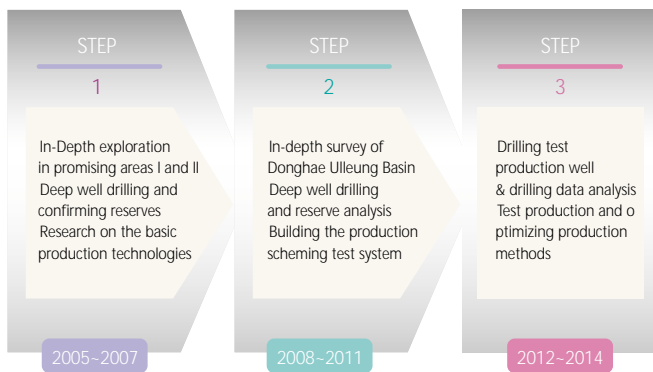 STEP
1
In-Depth exploration
in promising areas I and II
Deep well drilling and
confirming reserves
Research on the basic
production technologies
2005~2007
STEP
2
In-depth survey of
Donghae Ulleung Basin
Deep well drilling
and reserve analysis
Building the production
scheming test system
2008~2011
STEP
3
Drilling test
production well
& drilling data analysis
Test production and o
ptimizing production
methods
2012~2014